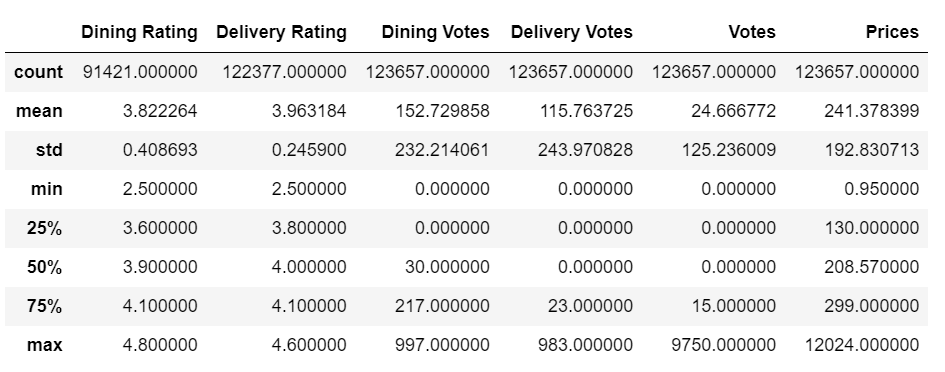 Dining Rating Delivery Rating Dining Votes Delivery Votes Votes Prices
count 91421.000000 122377.000000 123657.000000 123657.000000 123657.000000 123657.000000
mean 3.822264 3.963184 152.729858 115.763725 24.666772 241.378399
std 0.408693 0.245900 232.214061 243.970828 125.236009 192.830713
min 2.500000 2.500000 0.000000 0.000000 0.000000 0.950000
25% 3.600000 3.800000 0.000000 0.000000 0.000000 130.000000
50% 3.900000 4.000000 30.000000 0.000000 0.000000 208.570000
75% 4.100000 4.100000 217.000000 23.000000 15.000000 299.000000
max 4.800000 4.600000 997.000000 983.000000 9750.000000 12024.000000